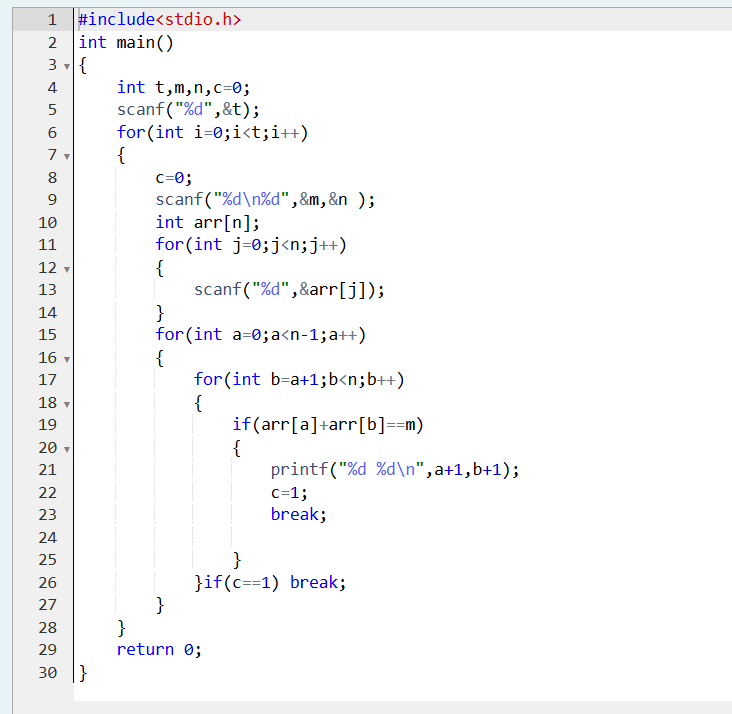 1 #include<stdio.h>
2 int main()
3 {
4     int t,m,n,c=0;
5     scanf("%d",&t);
6     for(int i=0;i<t;i++)
7     {
8         c=0;
9         scanf("%d\n%d",&m,&n );
10         int arr[n];
11         for(int j=0;j<n;j++)
12         {
13             scanf("%d",&arr[j]);
14         }
15         for(int a=0;a<n-1;a++)
16         {
17             for(int b=a+1;b<n;b++)
18             {
19                 if(arr[a]+arr[b]==m)
20                 {
21                     printf("%d %d\n",a+1,b+1);
22                     c=1;
23                     break;
24
25                 }
26             }if(c==1) break;
27         }
28     }
29     return 0;
30 }